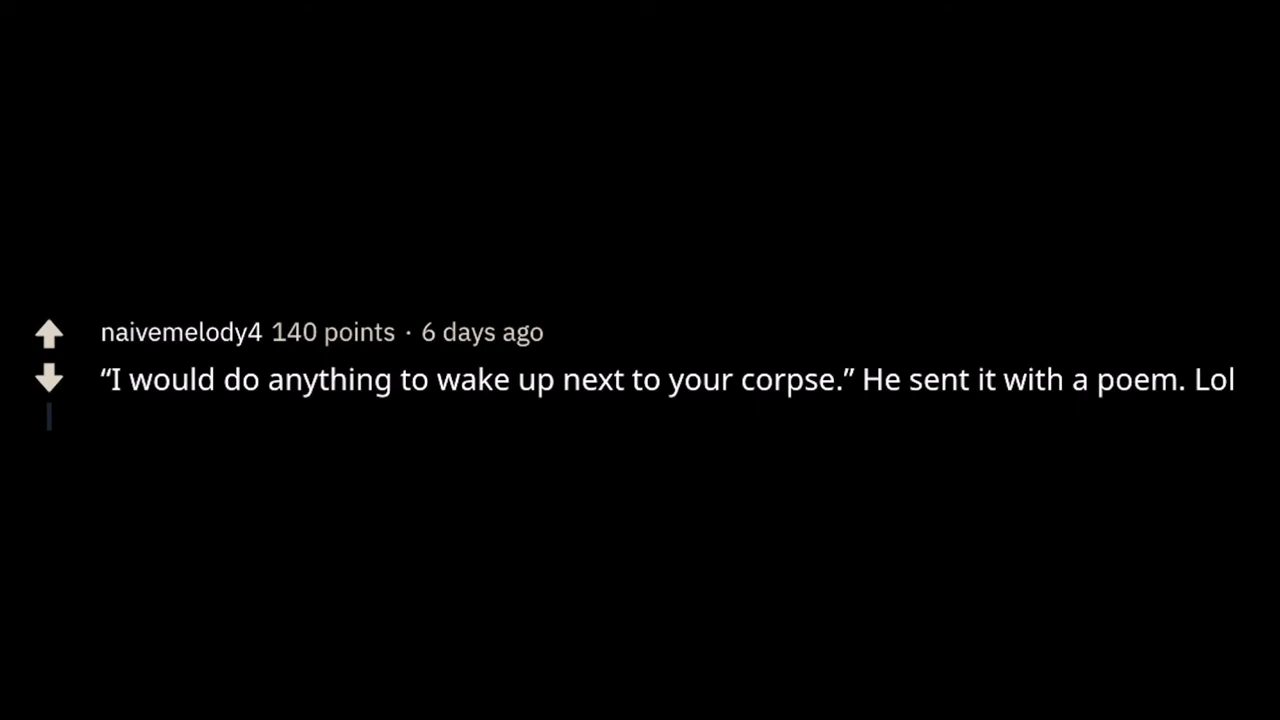 naivemelody4 140 points · 6 days ago
“I would do anything to wake up next to your corpse.” He sent it with a poem. Lol